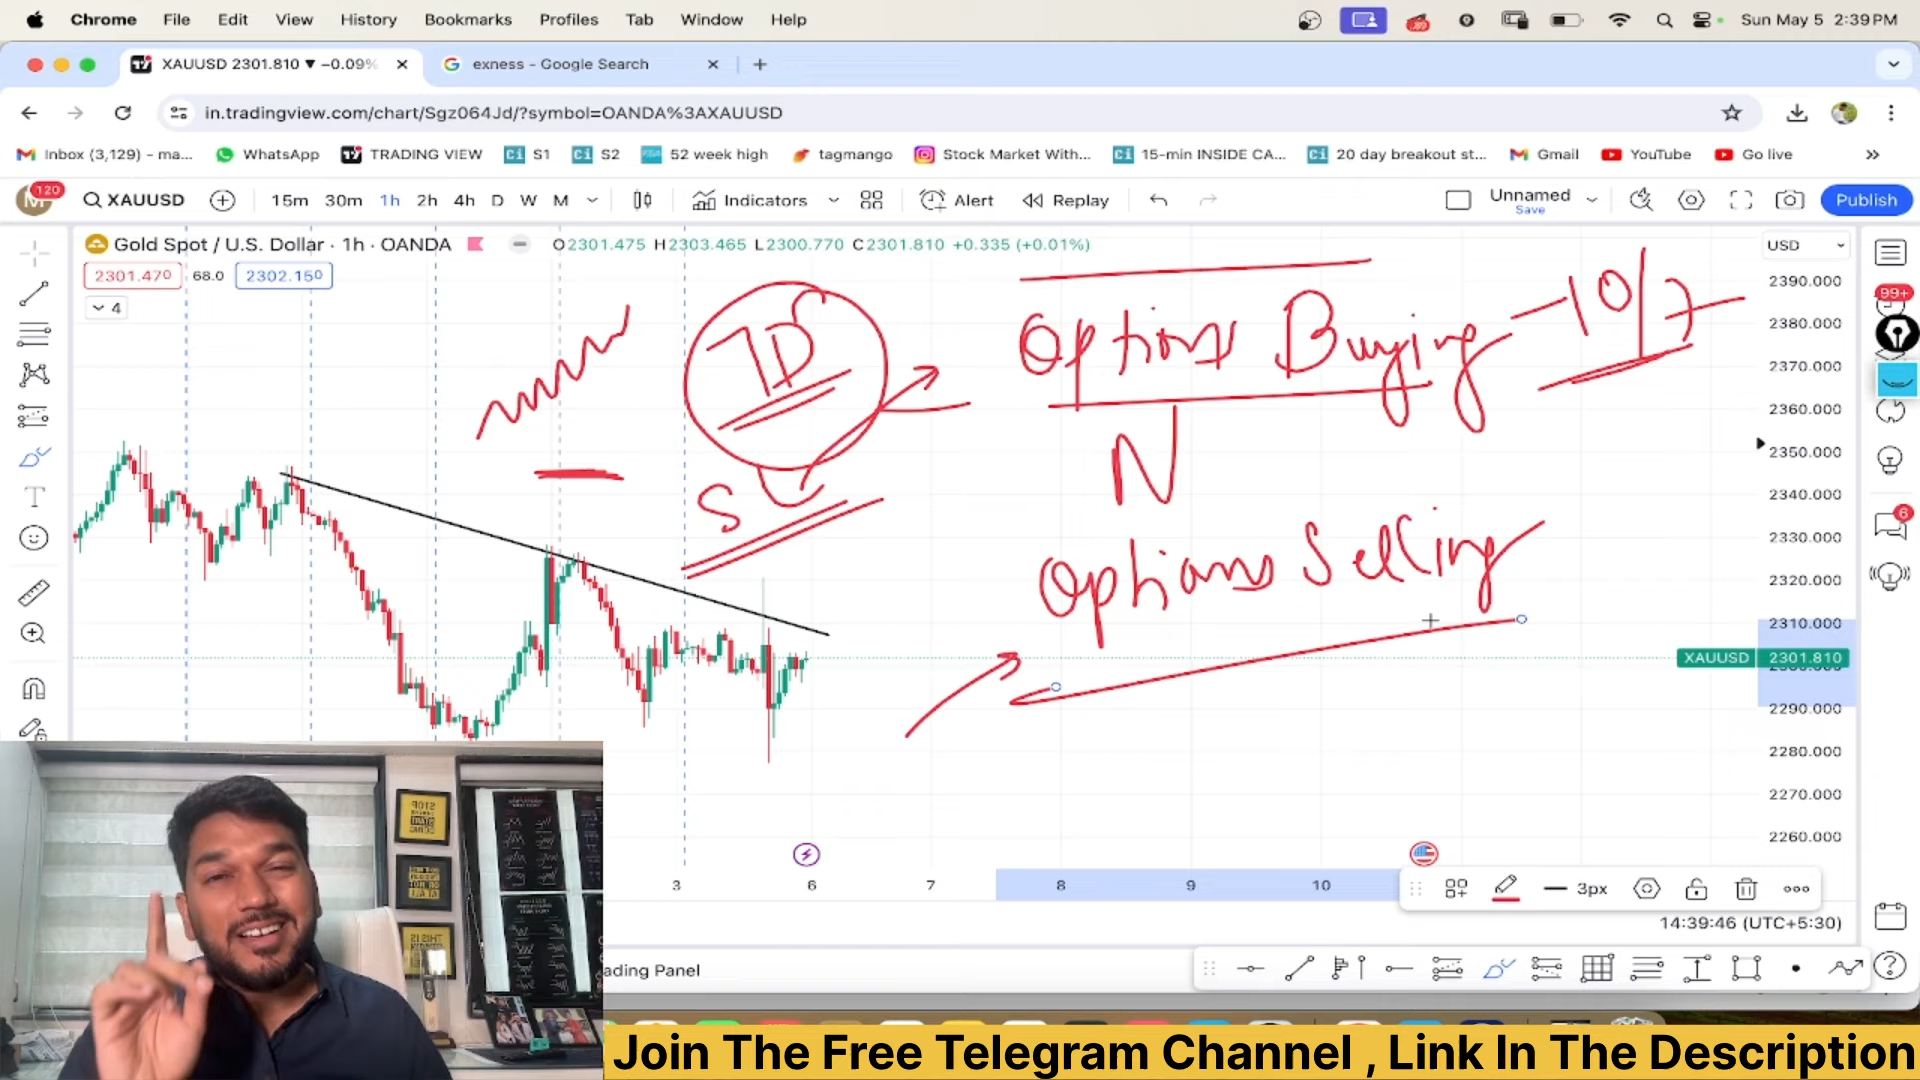 Chrome File Edit View History Bookmarks Profiles Tab Window Help Sun May 5 2:39 PM
XAUUSD 2301.810 ▼ −0.09% exness - Google Search
in.tradingview.com/chart/Sgz064Jd/?symbol=OANDA%3AXAUUSD
Inbox (3,129) - ma... WhatsApp TRADING VIEW S1 S2 52 week high tagmango Stock Market With... 15-min INSIDE CA... 20 day breakout st... Gmail YouTube Go live
120 XAUUSD 15m 30m 1h 2h 4h D W M Indicators Alert Replay Unnamed Save Publish
Gold Spot / U.S. Dollar · 1h · OANDA O2301.475 H2303.465 L2300.770 C2301.810 +0.335 (+0.01%) USD
2301.470 68.0 2302.150
4
2390.000
99+
2380.000
Options Buying - 10/7
2370.000
2360.000
2350.000
N
2340.000
S
6
2330.000
Options Selling
2320.000
2310.000
XAUUSD 2301.810
2290.000
2280.000
2270.000
2260.000
3 6 7 8 9 10
3px
14:39:46 (UTC+5:30)
ading Panel
Join The Free Telegram Channel , Link In The Description